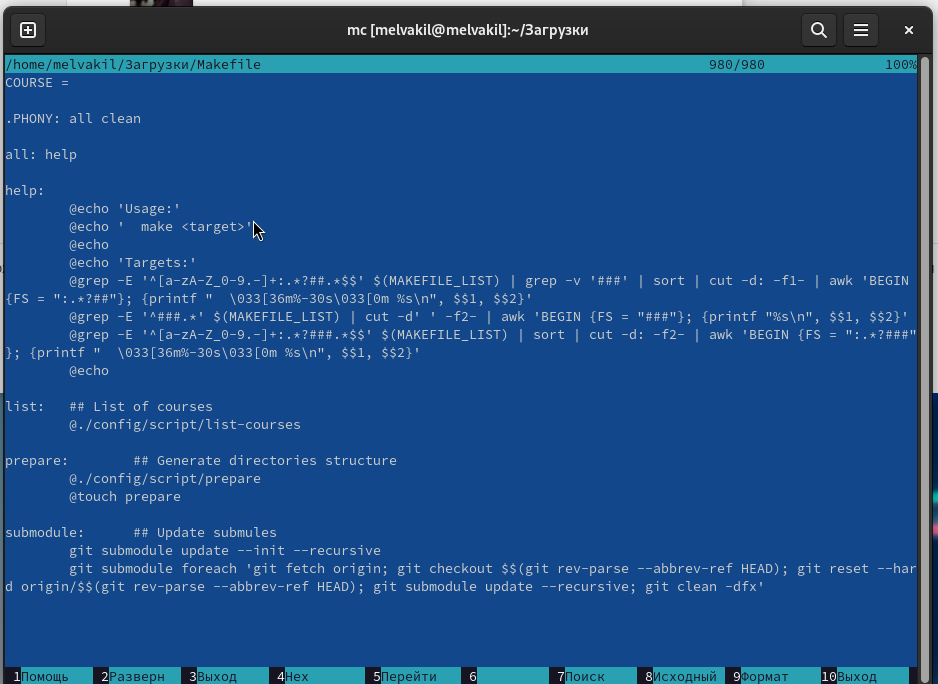 mc [melvakil@melvakil]:~/Загрузки
/home/melvakil/Загрузки/Makefile 980/980 100%
COURSE =
.PHONY: all clean
all: help
help:
@echo 'Usage:'
@echo '  make <target>'
@echo
@echo 'Targets:'
@grep -E '^[a-zA-Z_0-9.-]+:.*?##.*$$' $(MAKEFILE_LIST) | grep -v '###' | sort | cut -d: -f1- | awk 'BEGIN
{FS = ":.*?##"}; {printf "  \033[36m%-30s\033[0m %s\n", $$1, $$2}'
@grep -E '^###.*' $(MAKEFILE_LIST) | cut -d' ' -f2- | awk 'BEGIN {FS = "###"}; {printf "%s\n", $$1, $$2}'
@grep -E '^[a-zA-Z_0-9.-]+:.*?###.*$$' $(MAKEFILE_LIST) | sort | cut -d: -f2- | awk 'BEGIN {FS = ":.*?###"
}; {printf "  \033[36m%-30s\033[0m %s\n", $$1, $$2}'
@echo
list:   ## List of courses
@./config/script/list-courses
prepare:        ## Generate directories structure
@./config/script/prepare
@touch prepare
submodule:      ## Update submules
git submodule update --init --recursive
git submodule foreach 'git fetch origin; git checkout $$(git rev-parse --abbrev-ref HEAD); git reset --har
d origin/$$(git rev-parse --abbrev-ref HEAD); git submodule update --recursive; git clean -dfx'
1Помощь 2Разверн 3Выход 4Hex 5Перейти 6 7Поиск 8Исходный 9Формат 10Выход